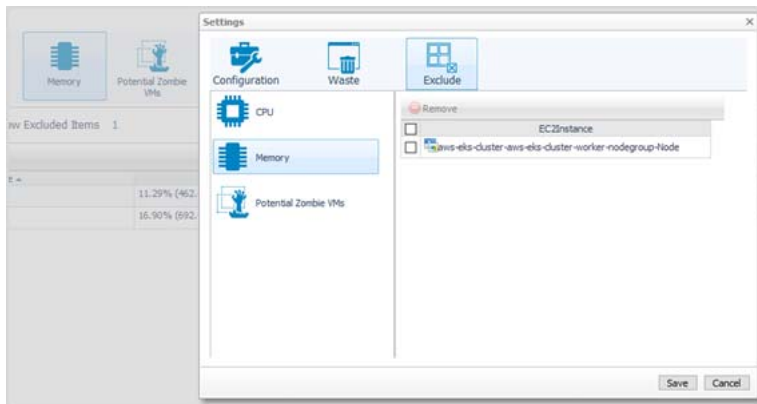 Settings
Configuration
Waste
Exclude
CPU
Memory
Potential Zombie VMs
Remove
EC2Instance
aws-eks-cluster-aws-eks-cluster-worker-nodegroup-Node
Save
Cancel
Memory
Potential Zombie
VMs
ow Excluded Items 1
11.29% (462.
16.90% (692.